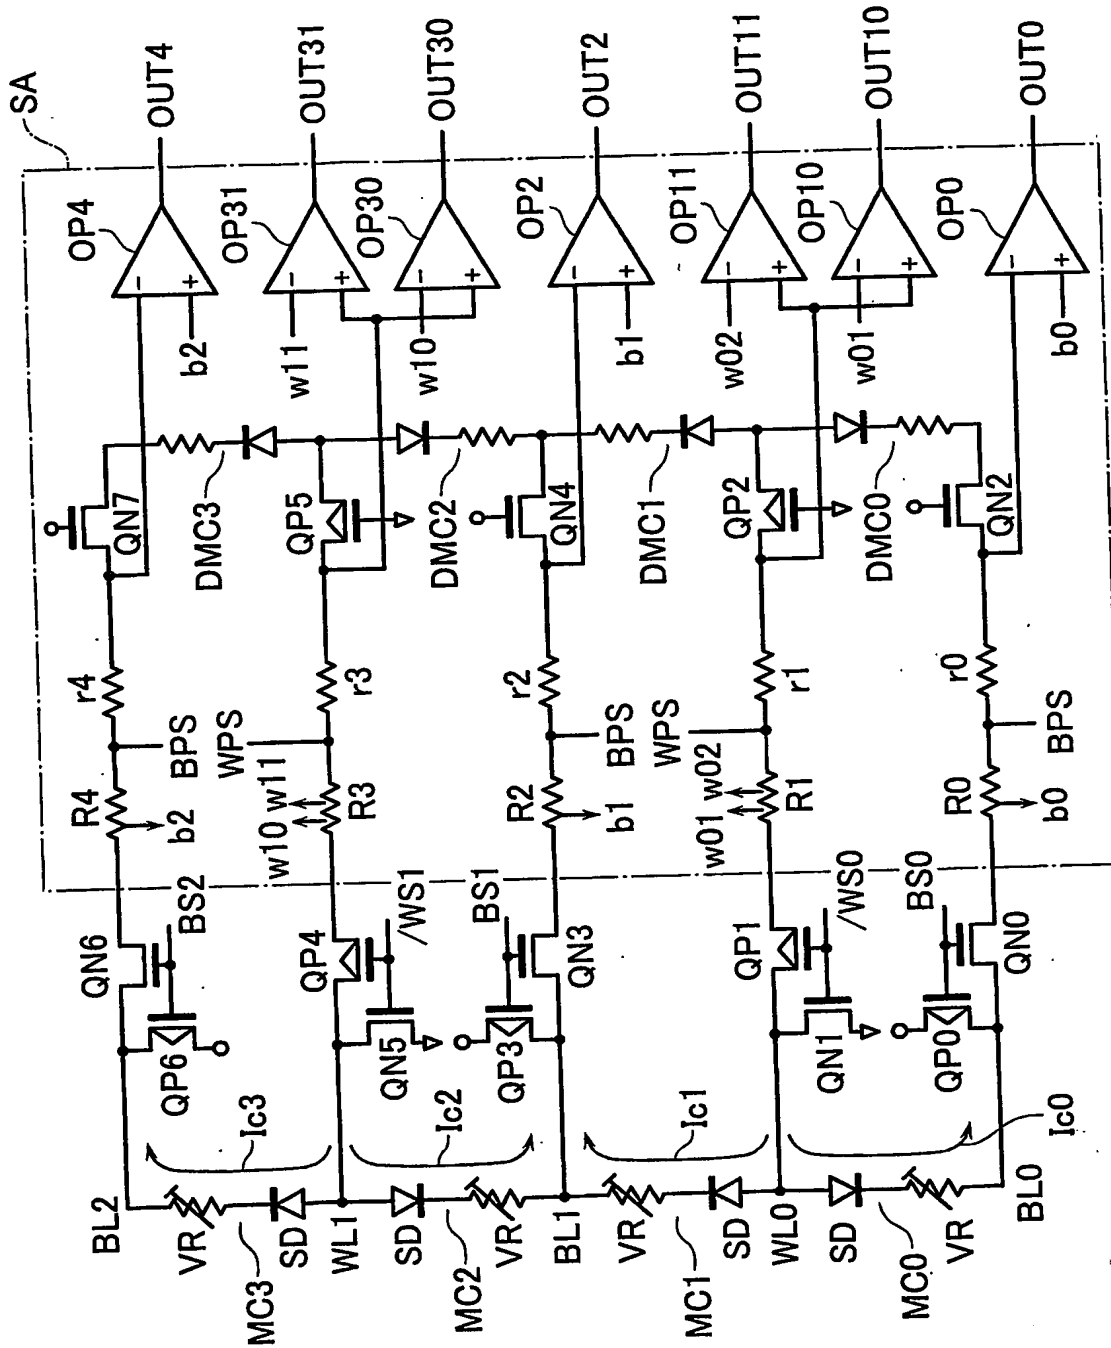 SA
OUT4
OUT31
OUT30
OUT2
OUT11
OUT10
OUT0
OP4
OP31
OP30
OP2
OP11
OP10
OP0
-
+
-
+
-
+
-
+
-
+
-
+
-
+
b2
w11
w10
b1
w02
w01
b0
QN7
DMC3
QP5
DMC2
QN4
DMC1
QP2
DMC0
QN2
r4
r3
r2
r1
r0
BPS
WPS
BPS
WPS
BPS
R4
b2
w10
w11
R3
R2
b1
w01
w02
R1
R0
b0
BS2
/WS1
BS1
/WS0
BS0
QN6
QP4
QN3
QP1
QN0
QP6
QN5
QP3
QN1
QP0
Ic3
Ic2
Ic1
Ic0
BL2
VR
SD
WL1
SD
VR
BL1
VR
SD
WL0
SD
VR
BL0
MC3
MC2
MC1
MC0